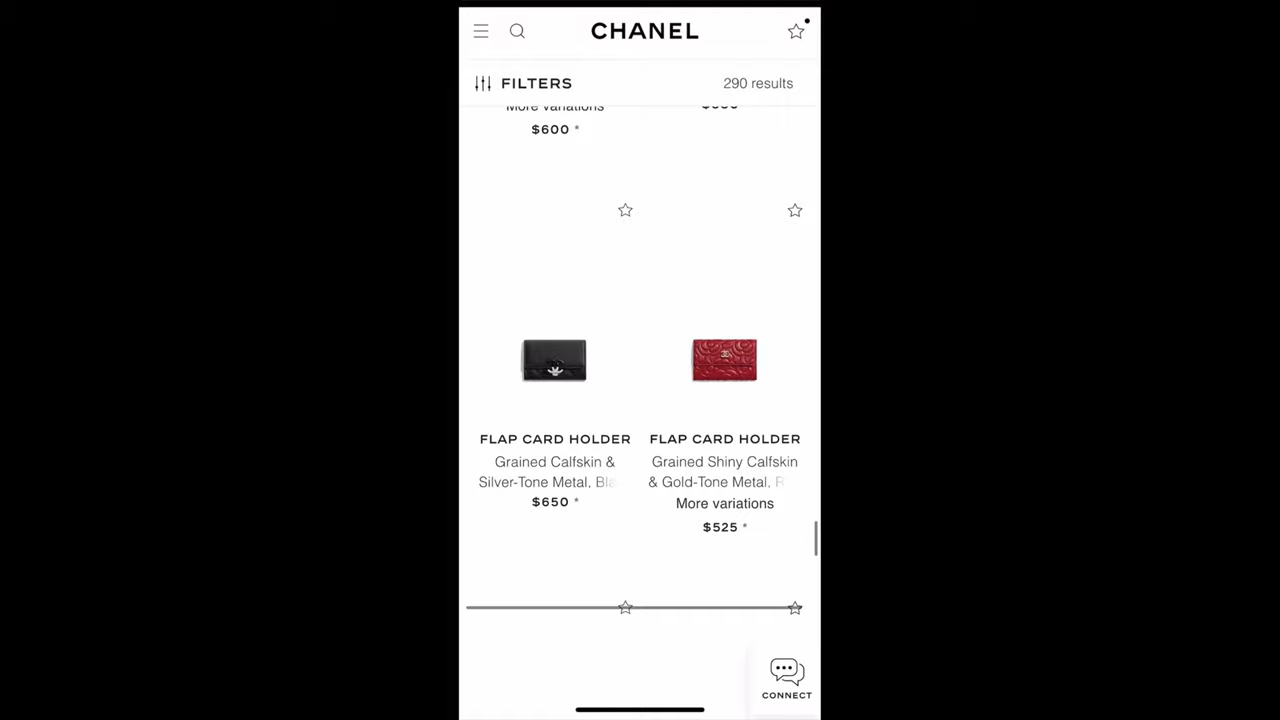 CHANEL
FILTERS
290 results
More variations
$600 *
FLAP CARD HOLDER
Grained Calfskin &
Silver-Tone Metal, Bla
$650 *
FLAP CARD HOLDER
Grained Shiny Calfskin
& Gold-Tone Metal, R
More variations
$525 *
CONNECT